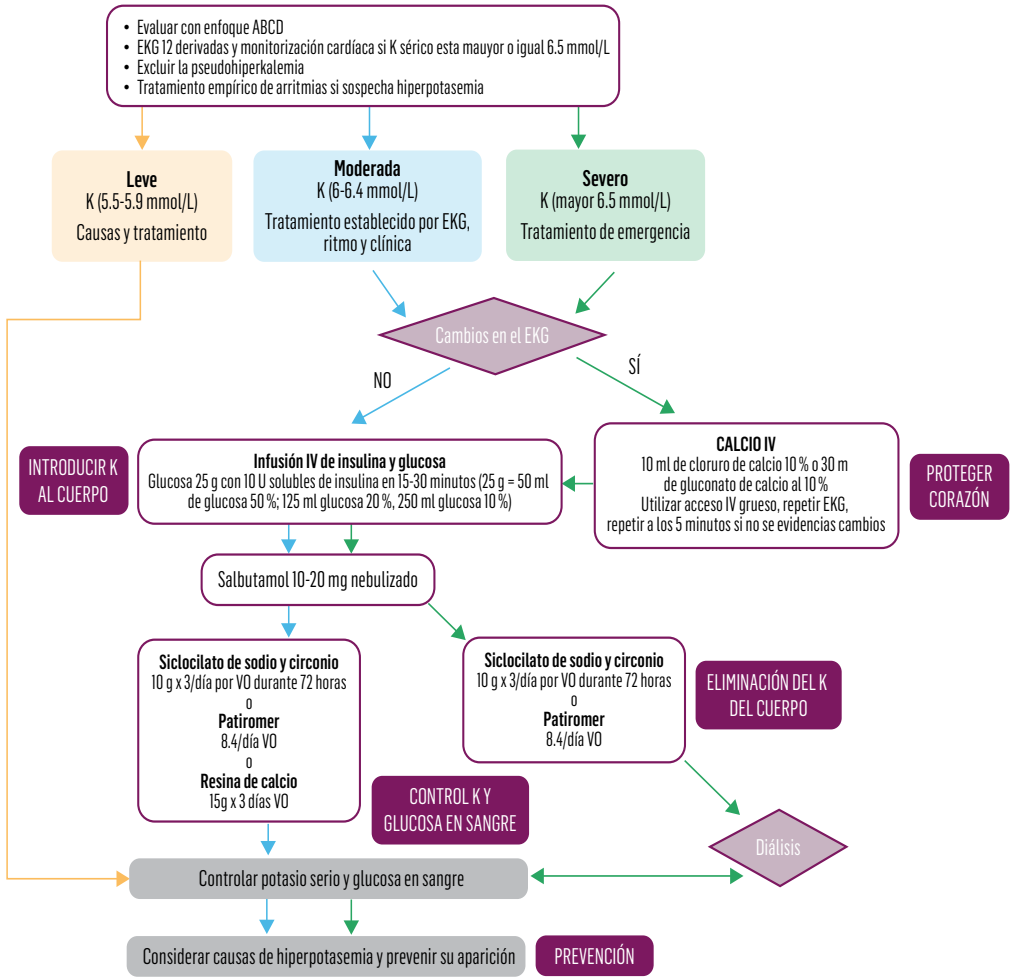 • Evaluar con enfoque ABCD
• EKG 12 derivadas y monitorización cardíaca si K sérico esta mauyor o igual 6.5 mmol/L
• Excluir la pseudohiperkalemia
• Tratamiento empírico de arritmias si sospecha hiperpotasemia
Leve
K (5.5-5.9 mmol/L)
Causas y tratamiento
Moderada
K (6-6.4 mmol/L)
Tratamiento establecido por EKG,
ritmo y clínica
Severo
K (mayor 6.5 mmol/L)
Tratamiento de emergencia
Cambios en el EKG
NO
SÍ
INTRODUCIR K
AL CUERPO
Infusión IV de insulina y glucosa
Glucosa 25 g con 10 U solubles de insulina en 15-30 minutos (25 g = 50 ml
de glucosa 50 %; 125 ml glucosa 20 %, 250 ml glucosa 10 %)
CALCIO IV
10 ml de cloruro de calcio 10 % o 30 m
de gluconato de calcio al 10 %
Utilizar acceso IV grueso, repetir EKG,
repetir a los 5 minutos si no se evidencias cambios
PROTEGER
CORAZÓN
Salbutamol 10-20 mg nebulizado
Siclocilato de sodio y circonio
10 g x 3/día por VO durante 72 horas
o
Patiromer
8.4/día VO
o
Resina de calcio
15g x 3 días VO
Siclocilato de sodio y circonio
10 g x 3/día por VO durante 72 horas
o
Patiromer
8.4/día VO
ELIMINACIÓN DEL K
DEL CUERPO
CONTROL K Y
GLUCOSA EN SANGRE
Diálisis
Controlar potasio serio y glucosa en sangre
Considerar causas de hiperpotasemia y prevenir su aparición
PREVENCIÓN